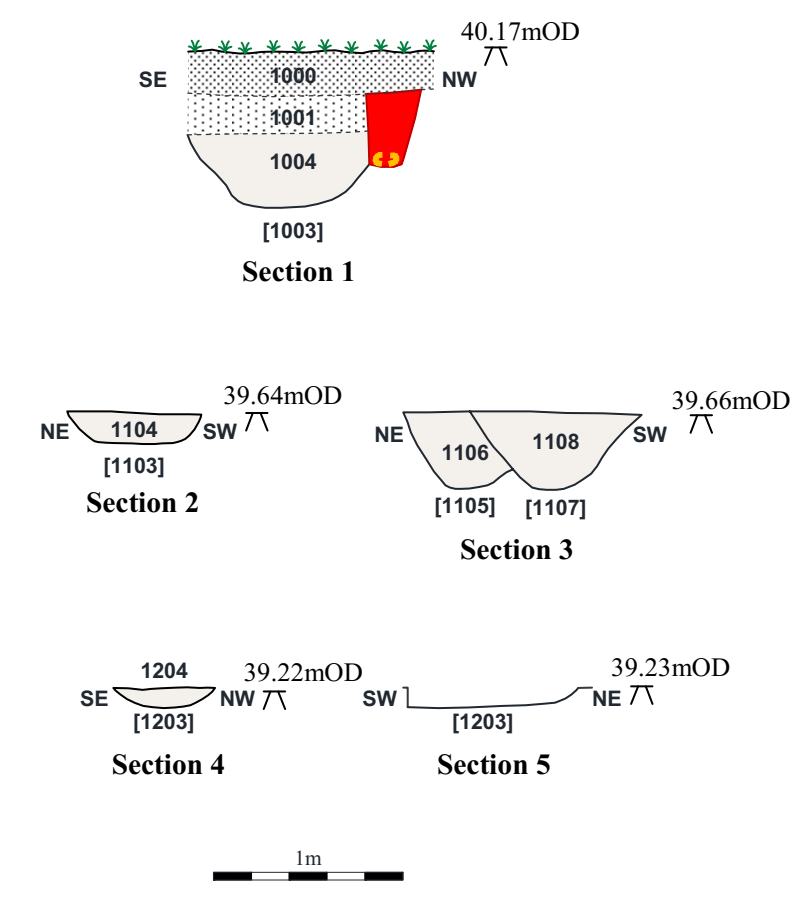 40.17mOD
SE
1000
NW
1001
1004
[1003]
Section 1
39.64mOD
NE
1104
SW
[1103]
Section 2
39.66mOD
NE
1106
1108
SW
[1105]
[1107]
Section 3
1204
39.22mOD
SE
NW
[1203]
Section 4
39.23mOD
SW
NE
[1203]
Section 5
1m